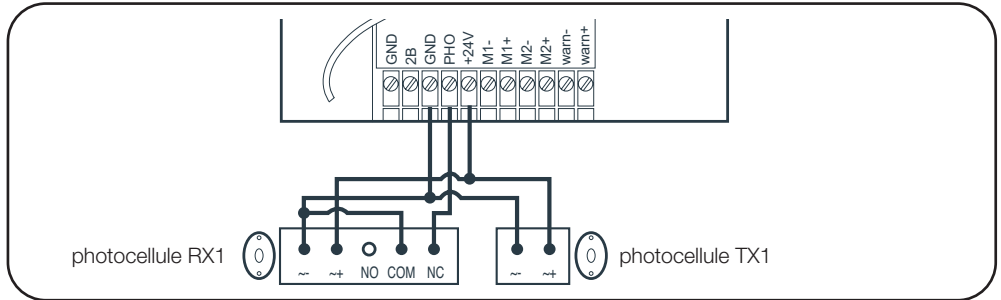 GND 2B GND PHO +24V M1- M1+ M2- M2+ warn- warn+
photocellule RX1
~- ~+ NO COM NC
~- ~+
photocellule TX1